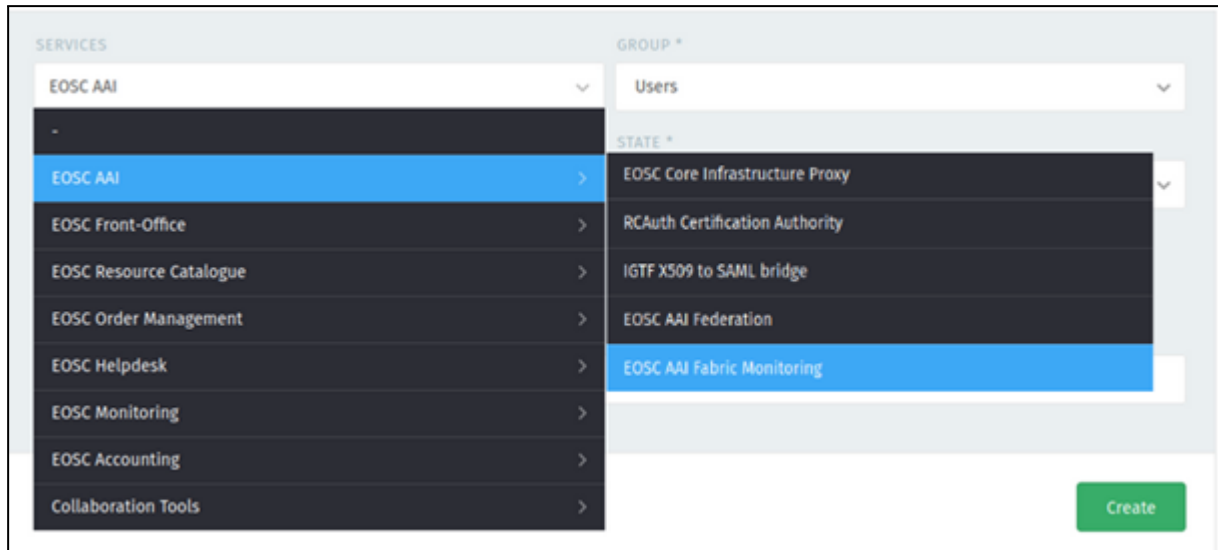 SERVICES
GROUP *
EOSC AAI
Users
-
STATE *
EOSC AAI
EOSC Core Infrastructure Proxy
EOSC Front-Office
RCAuth Certification Authority
EOSC Resource Catalogue
IGTF X509 to SAML bridge
EOSC Order Management
EOSC AAI Federation
EOSC Helpdesk
EOSC AAI Fabric Monitoring
EOSC Monitoring
EOSC Accounting
Collaboration Tools
Create